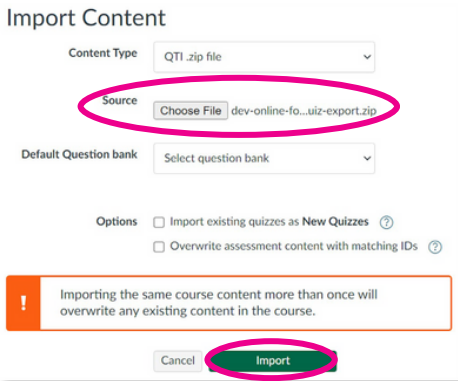 Import Content
Content Type QTI .zip file
Source Choose File dev-online-fo...uiz-export.zip
Default Question bank Select question bank
Options Import existing quizzes as New Quizzes ?
Overwrite assessment content with matching IDs ?
! Importing the same course content more than once will
overwrite any existing content in the course.
Cancel Import